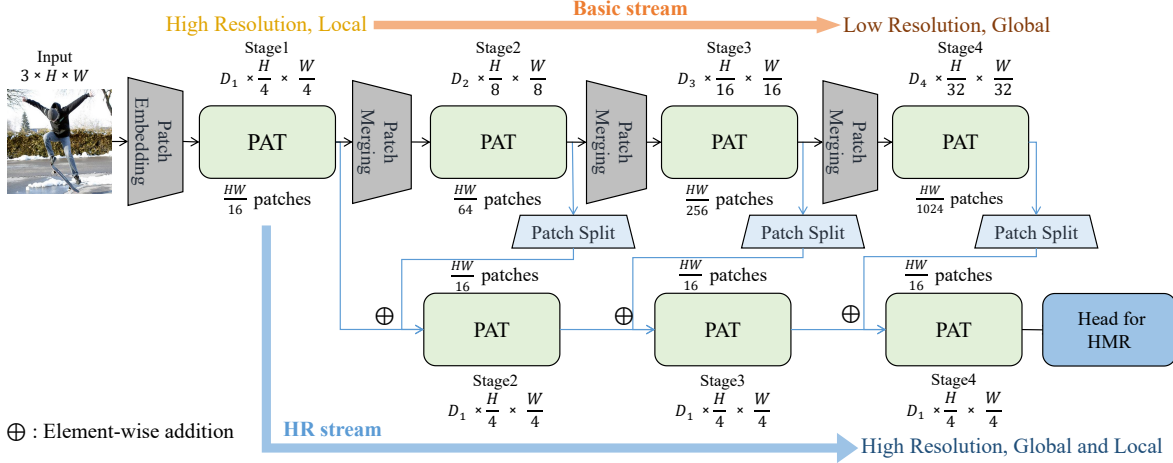 Basic stream
High Resolution, Local
Low Resolution, Global
Input
3 × H × W
Stage1
D₁ × H/4 × W/4
Stage2
D₂ × H/8 × W/8
Stage3
D₃ × H/16 × W/16
Stage4
D₄ × H/32 × W/32
Patch Embedding
PAT
Patch Merging
PAT
Patch Merging
PAT
Patch Merging
PAT
HW/16 patches
HW/64 patches
HW/256 patches
HW/1024 patches
Patch Split
Patch Split
Patch Split
HW/16 patches
HW/16 patches
HW/16 patches
⊕
PAT
⊕
PAT
⊕
PAT
Head for
HMR
Stage2
D₁ × H/4 × W/4
Stage3
D₁ × H/4 × W/4
Stage4
D₁ × H/4 × W/4
⊕ : Element-wise addition
HR stream
High Resolution, Global and Local